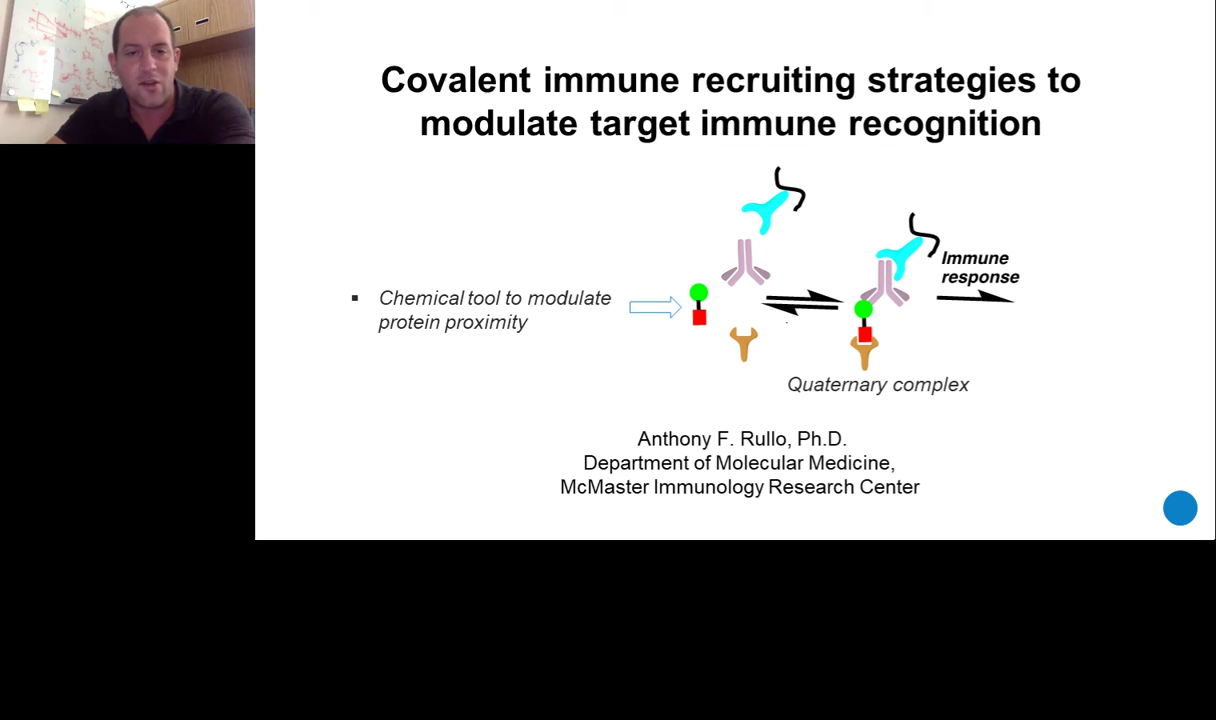 Covalent immune recruiting strategies to
modulate target immune recognition
Immune
response
▪ Chemical tool to modulate
protein proximity
Quaternary complex
Anthony F. Rullo, Ph.D.
Department of Molecular Medicine,
McMaster Immunology Research Center